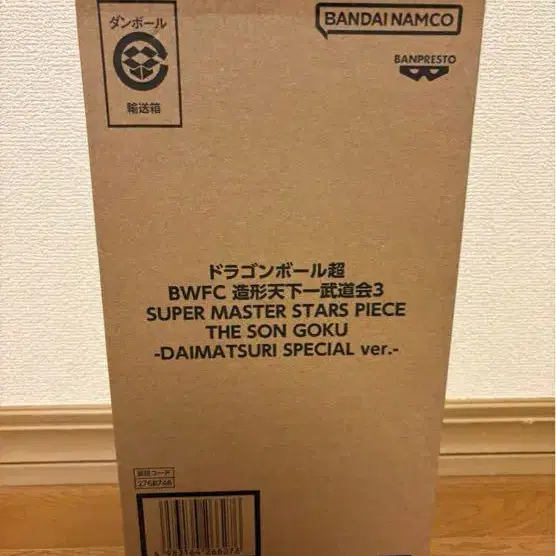 ダンボール
輸送箱
BANDAI NAMCO
BANPRESTO
ドラゴンボール超
BWFC 造形天下一武道会3
SUPER MASTER STARS PIECE
THE SON GOKU
-DAIMATSURI SPECIAL ver.-
2768746